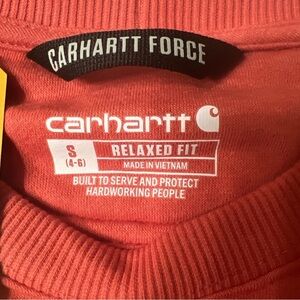 CARHARTT FORCE
carhartt
S
(4-6)
RELAXED FIT
MADE IN VIETNAM
BUILT TO SERVE AND PROTECT
HARDWORKING PEOPLE